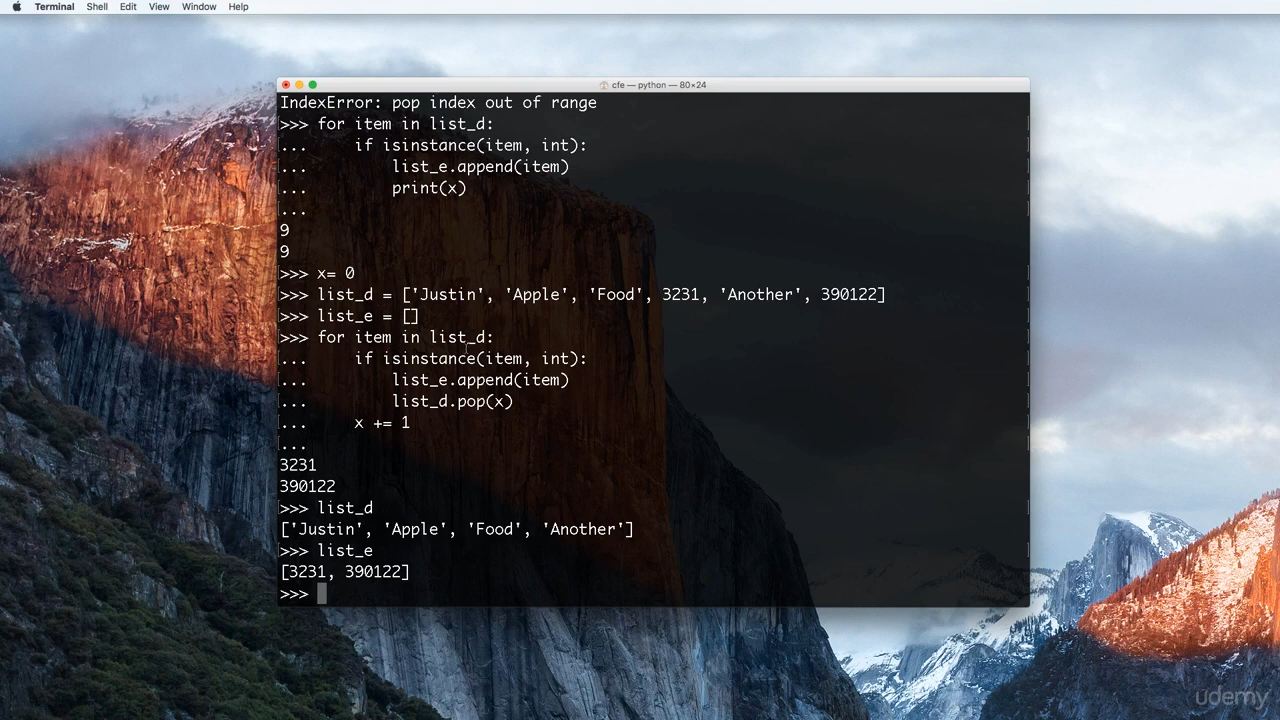 Terminal Shell Edit View Window Help
cfe — python — 80×24
IndexError: pop index out of range
>>> for item in list_d:
...     if isinstance(item, int):
...         list_e.append(item)
...         print(x)
...
9
9
>>> x= 0
>>> list_d = ['Justin', 'Apple', 'Food', 3231, 'Another', 390122]
>>> list_e = []
>>> for item in list_d:
...     if isinstance(item, int):
...         list_e.append(item)
...         list_d.pop(x)
...     x += 1
...
3231
390122
>>> list_d
['Justin', 'Apple', 'Food', 'Another']
>>> list_e
[3231, 390122]
>>>
udemy